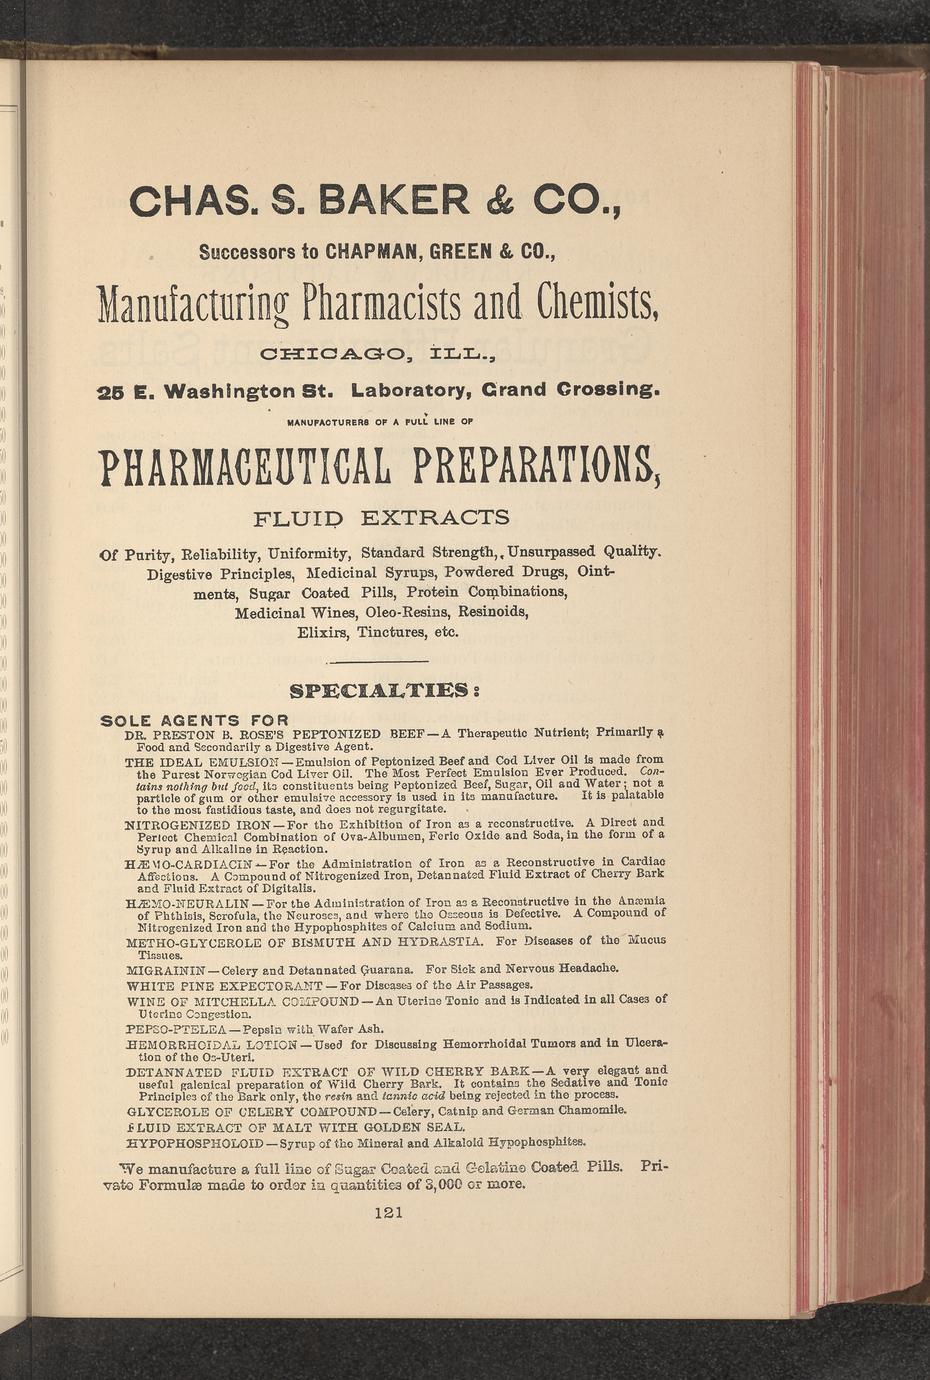 CHAS. S. BAKER & CO.,
Successors to CHAPMAN, GREEN & CO.,
Manufacturing Pharmacists and Chemists,
CHICAGO, ILL.,
25 E. Washington St. Laboratory, Grand Crossing.
MANUFACTURERS OF A FULL LINE OF
PHARMACEUTICAL PREPARATIONS,
FLUID EXTRACTS
Of Purity, Reliability, Uniformity, Standard Strength, Unsurpassed Quality.
Digestive Principles, Medicinal Syrups, Powdered Drugs, Oint-
ments, Sugar Coated Pills, Protein Combinations,
Medicinal Wines, Oleo-Resins, Resinoids,
Elixirs, Tinctures, etc.
SPECIALTIES:
SOLE AGENTS FOR
DR. PRESTON B. ROSE'S PEPTONIZED BEEF—A Therapeutic Nutrient; Primarily a
Food and Secondarily a Digestive Agent.
THE IDEAL EMULSION—Emulsion of Peptonized Beef and Cod Liver Oil is made from
the Purest Norwegian Cod Liver Oil. The Most Perfect Emulsion Ever Produced. Con-
tains nothing but food, its constituents being Peptonized Beef, Sugar, Oil and Water; not a
particle of gum or other emulsive accessory is used in its manufacture. It is palatable
to the most fastidious taste, and does not regurgitate.
NITROGENIZED IRON—For the Exhibition of Iron as a reconstructive. A Direct and
Perfect Chemical Combination of Ova-Albumen, Feric Oxide and Soda, in the form of a
Syrup and Alkaline in Reaction.
HÆMO-CARDIACIN—For the Administration of Iron as a Reconstructive in Cardiac
Affections. A Compound of Nitrogenized Iron, Detannated Fluid Extract of Cherry Bark
and Fluid Extract of Digitalis.
HÆMO-NEURALIN—For the Administration of Iron as a Reconstructive in the Anæmia
of Phthisis, Scrofula, the Neuroses, and where the Osseous is Defective. A Compound of
Nitrogenized Iron and the Hypophosphites of Calcium and Sodium.
METHO-GLYCEROLE OF BISMUTH AND HYDRASTIA. For Diseases of the Mucus
Tissues.
MIGRAININ—Celery and Detannated Guarana. For Sick and Nervous Headache.
WHITE PINE EXPECTORANT—For Diseases of the Air Passages.
WINE OF MITCHELLA COMPOUND—An Uterine Tonic and is Indicated in all Cases of
Uterine Congestion.
PEPSO-PTELEA—Pepsin with Wafer Ash.
HEMORRHOIDAL LOTION—Used for Discussing Hemorrhoidal Tumors and in Ulcera-
tion of the Os-Uteri.
DETANNATED FLUID EXTRACT OF WILD CHERRY BARK—A very elegant and
useful galenical preparation of Wild Cherry Bark. It contains the Sedative and Tonic
Principles of the Bark only, the resin and tannic acid being rejected in the process.
GLYCEROLE OF CELERY COMPOUND—Celery, Catnip and German Chamomile.
FLUID EXTRACT OF MALT WITH GOLDEN SEAL.
HYPOPHOSPHOLOID—Syrup of the Mineral and Alkaloid Hypophosphites.
We manufacture a full line of Sugar Coated and Gelatine Coated Pills. Pri-
vate Formulæ made to order in quantities of 3,000 or more.
121